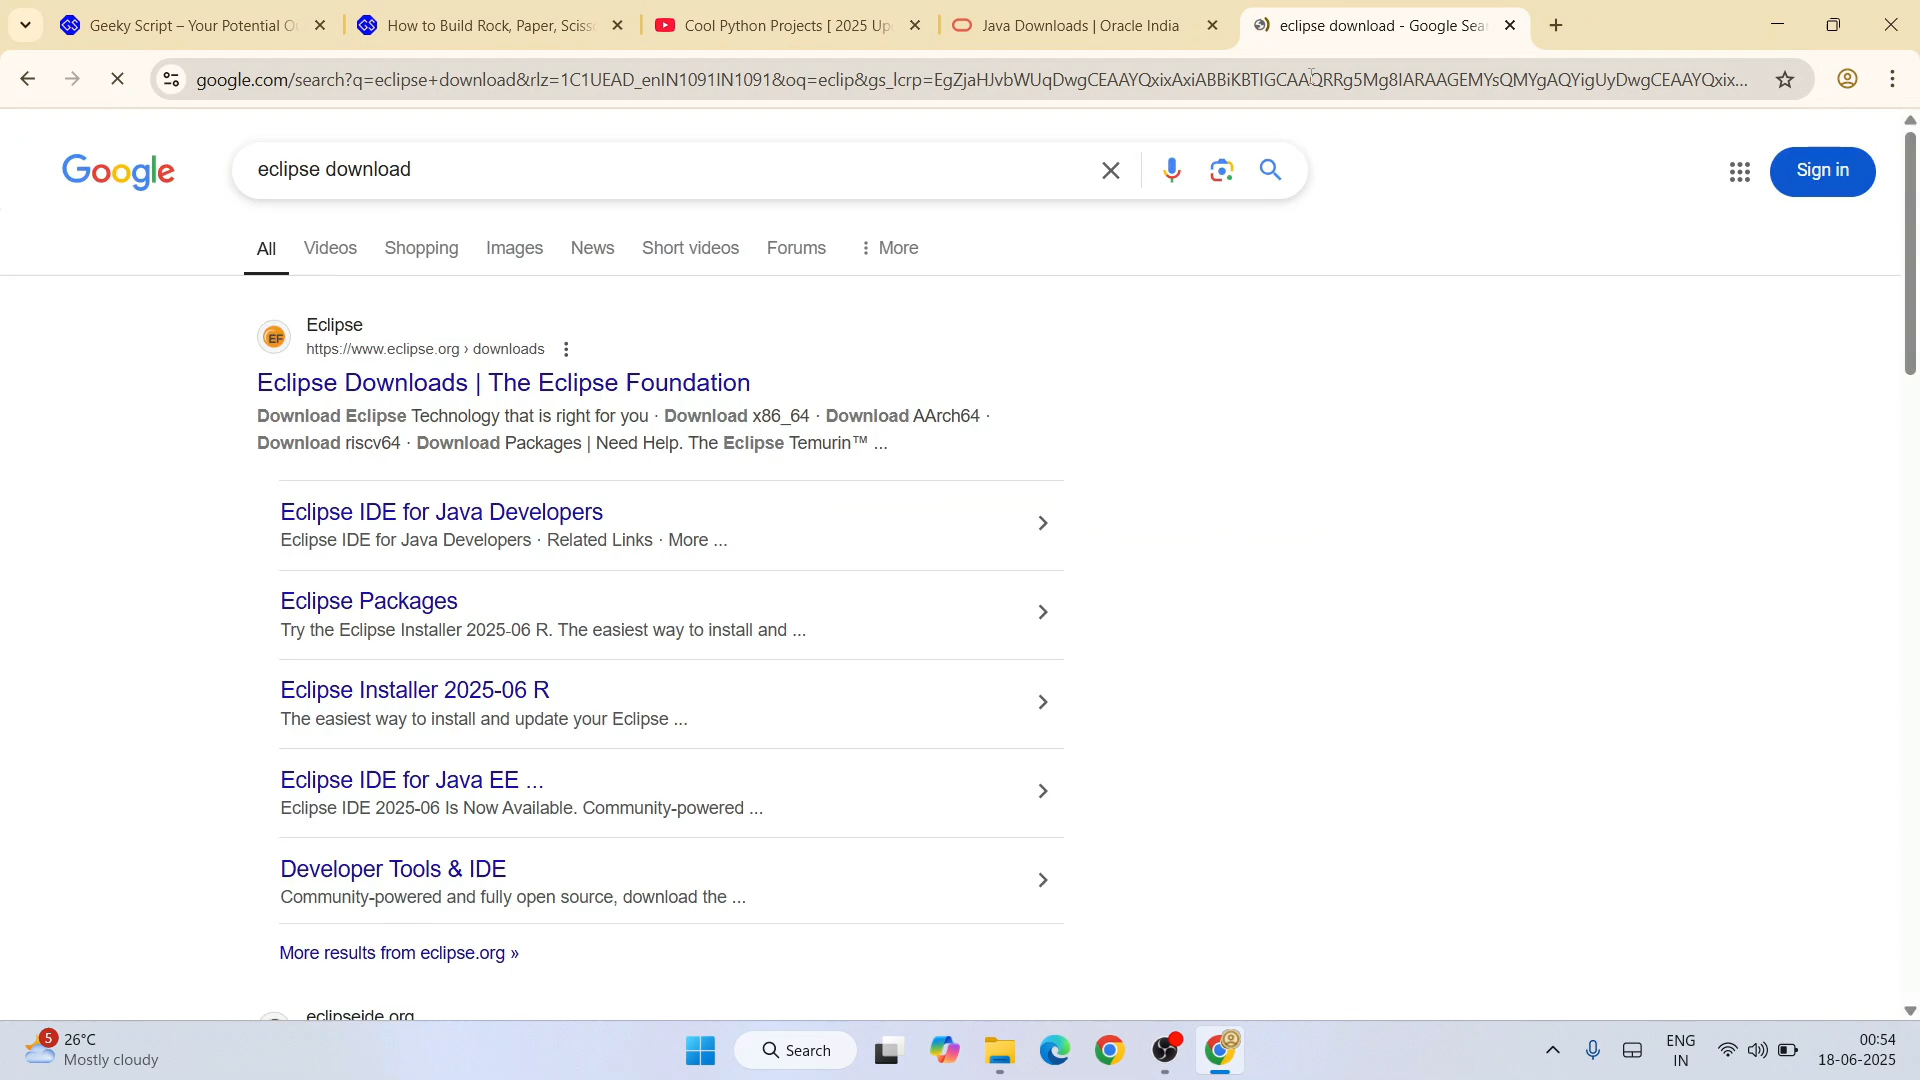 Geeky Script – Your Potential O
How to Build Rock, Paper, Scisso
Cool Python Projects [ 2025 Up
Java Downloads | Oracle India
eclipse download - Google Sea
google.com/search?q=eclipse+download&rlz=1C1UEAD_enIN1091IN1091&oq=eclip&gs_lcrp=EgZjaHJvbWUqDwgCEAAYQxixAxiABBiKBTIGCAAQRRg5Mg8IARAAGEMYsQMYgAQYigUyDwgCEAAYQxix...
Google
eclipse download
Sign in
All
Videos
Shopping
Images
News
Short videos
Forums
More
EF
Eclipse
https://www.eclipse.org › downloads
Eclipse Downloads | The Eclipse Foundation
Download Eclipse Technology that is right for you · Download x86_64 · Download AArch64 ·
Download riscv64 · Download Packages | Need Help. The Eclipse Temurin™ ...
Eclipse IDE for Java Developers
Eclipse IDE for Java Developers · Related Links · More ...
Eclipse Packages
Try the Eclipse Installer 2025-06 R. The easiest way to install and ...
Eclipse Installer 2025-06 R
The easiest way to install and update your Eclipse ...
Eclipse IDE for Java EE ...
Eclipse IDE 2025-06 Is Now Available. Community-powered ...
Developer Tools & IDE
Community-powered and fully open source, download the ...
More results from eclipse.org »
eclipseide.org
5
26°C
Mostly cloudy
Search
ENG
IN
00:54
18-06-2025